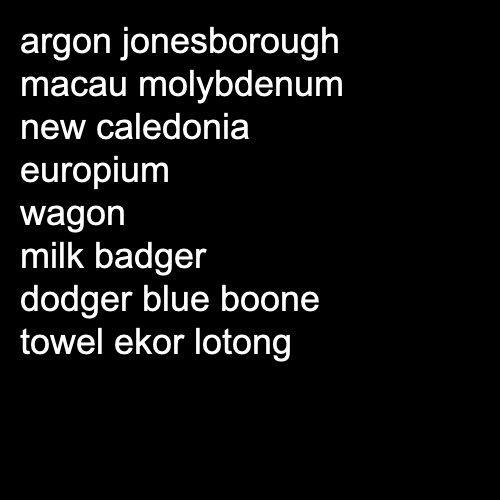 argon jonesborough
macau molybdenum
new caledonia
europium
wagon
milk badger
dodger blue boone
towel ekor lotong